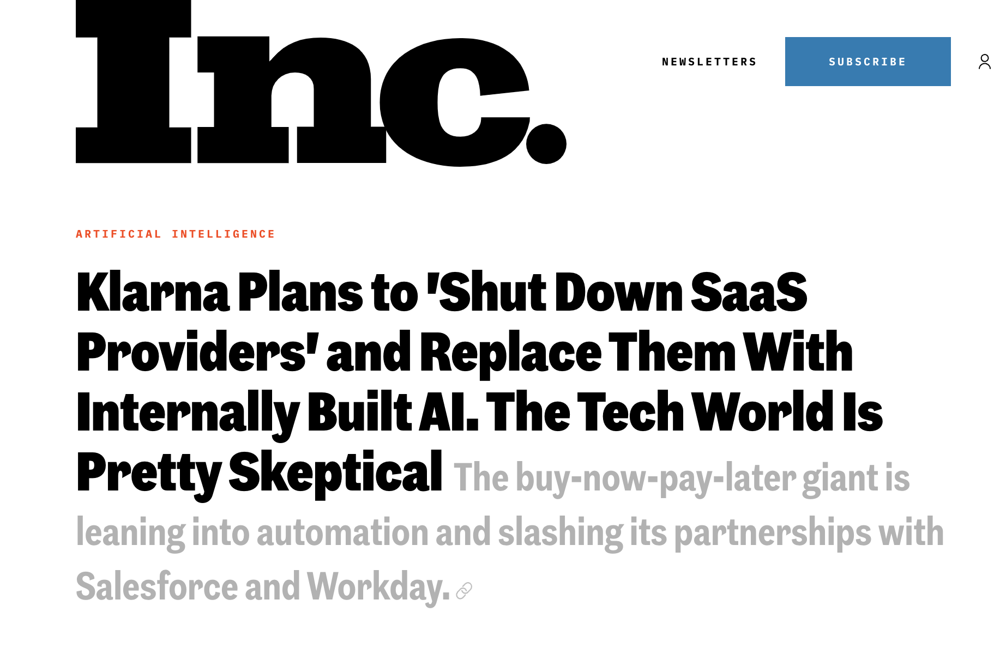 Inc.
NEWSLETTERS
SUBSCRIBE
ARTIFICIAL INTELLIGENCE
Klarna Plans to 'Shut Down SaaS
Providers' and Replace Them With
Internally Built AI. The Tech World Is
Pretty Skeptical The buy-now-pay-later giant is
leaning into automation and slashing its partnerships with
Salesforce and Workday.